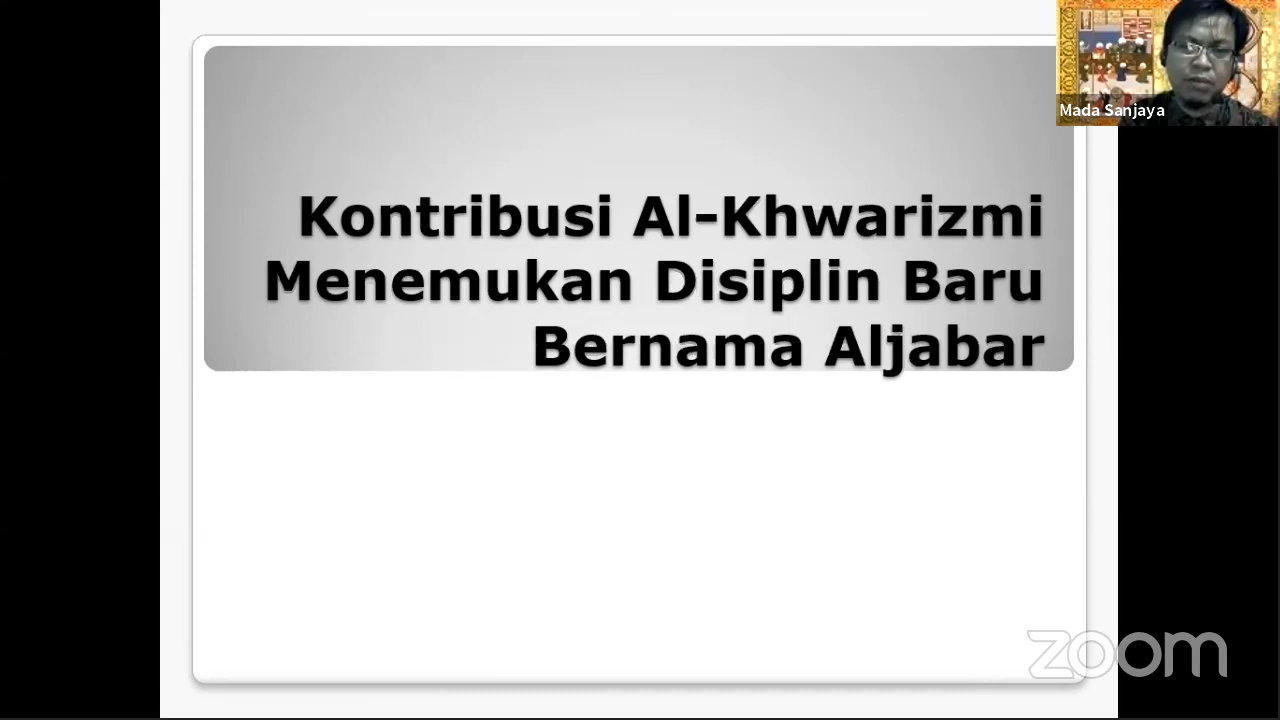 Mada Sanjaya
Kontribusi Al-Khwarizmi
Menemukan Disiplin Baru
Bernama Aljabar
zoom